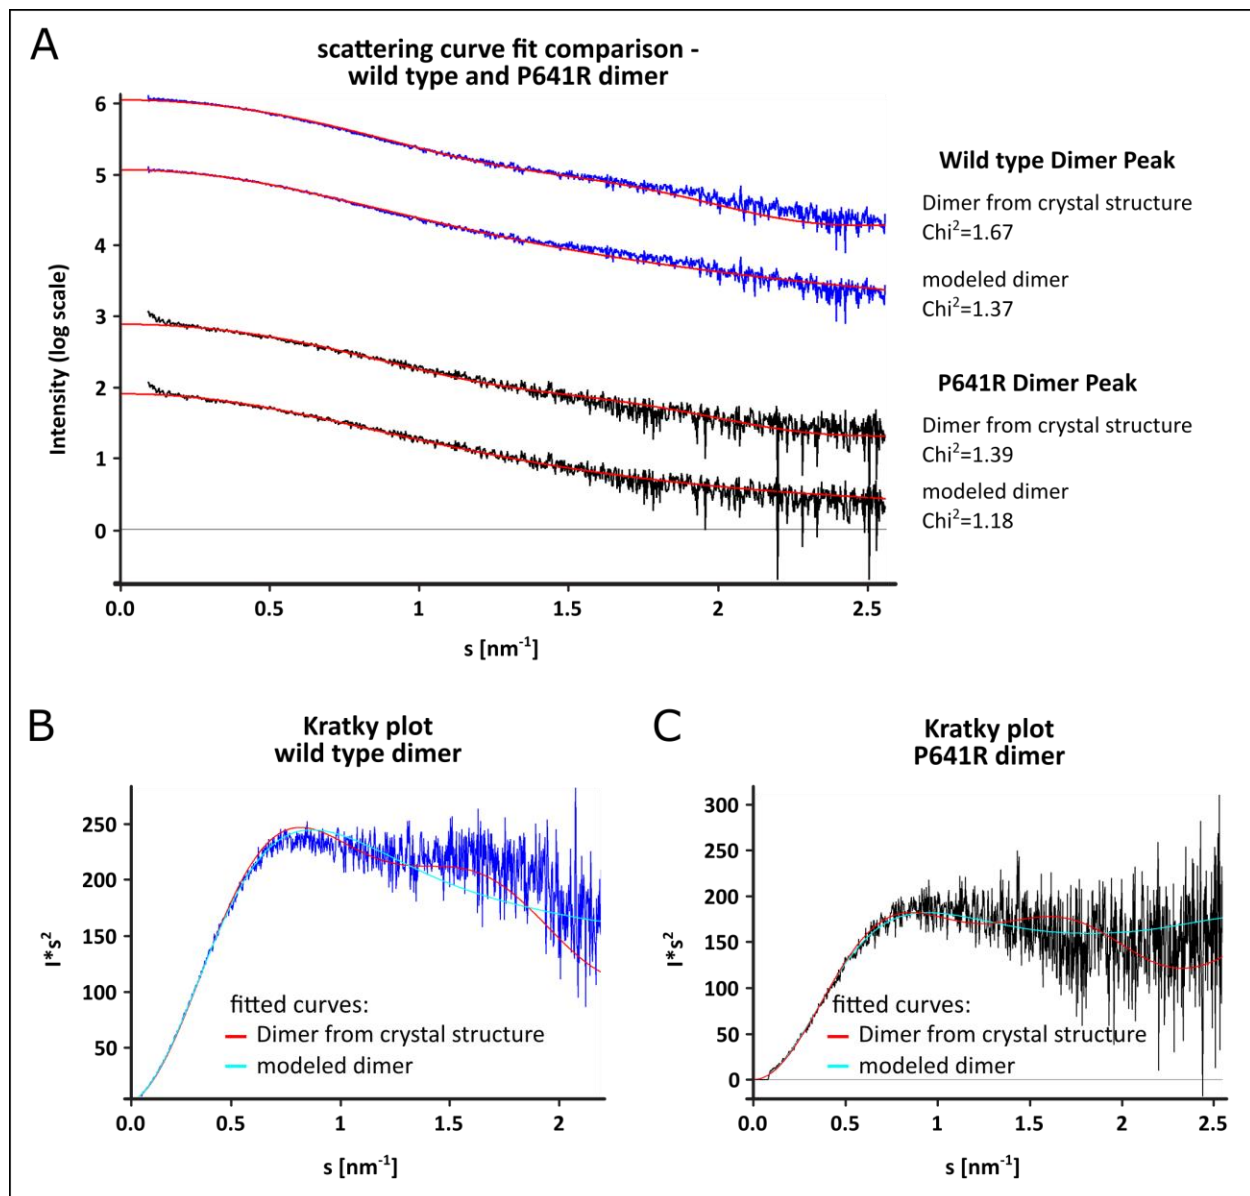 A
scattering curve fit comparison -
wild type and P641R dimer
6
5
4
3
2
1
0
Intensity (log scale)
0.0 0.5 1 1.5 2 2.5
s [nm⁻¹]
Wild type Dimer Peak
Dimer from crystal structure
Chi²=1.67
modeled dimer
Chi²=1.37
P641R Dimer Peak
Dimer from crystal structure
Chi²=1.39
modeled dimer
Chi²=1.18
B
Kratky plot
wild type dimer
250
200
150
100
50
I*s²
fitted curves:
Dimer from crystal structure
modeled dimer
0.0 0.5 1 1.5 2
s [nm⁻¹]
C
Kratky plot
P641R dimer
300
250
200
150
100
50
0
I*s²
fitted curves:
Dimer from crystal structure
modeled dimer
0.0 0.5 1 1.5 2 2.5
s [nm⁻¹]